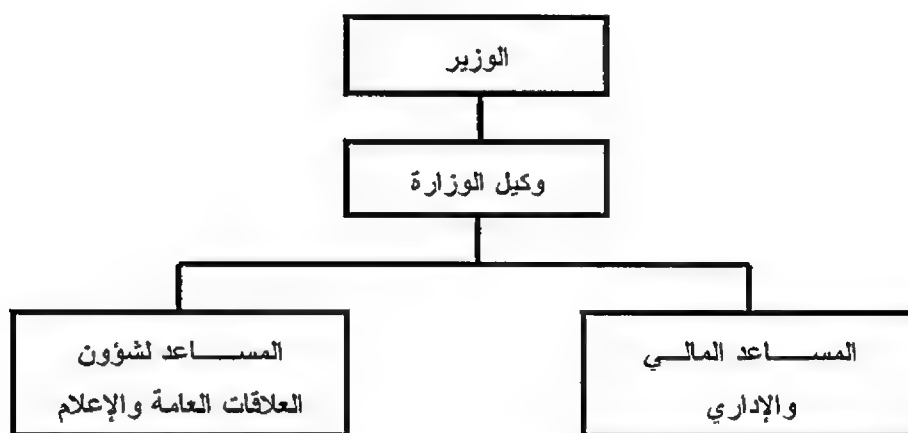 الوزير
وكيل الوزارة
المساعد المالي
والإداري
المساعد لشؤون
العلاقات العامة والإعلام